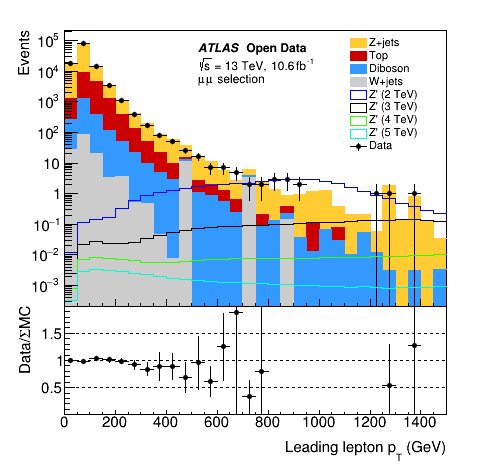 Events
10⁵
10⁴
10³
10²
10
1
10⁻¹
10⁻²
10⁻³
ATLAS Open Data
√s = 13 TeV, 10.6 fb⁻¹
μμ selection
Z+jets
Top
Diboson
W+jets
Z' (2 TeV)
Z' (3 TeV)
Z' (4 TeV)
Z' (5 TeV)
Data
Data/ΣMC
1.5
1
0.5
0 200 400 600 800 1000 1200 1400
Leading lepton p_T (GeV)